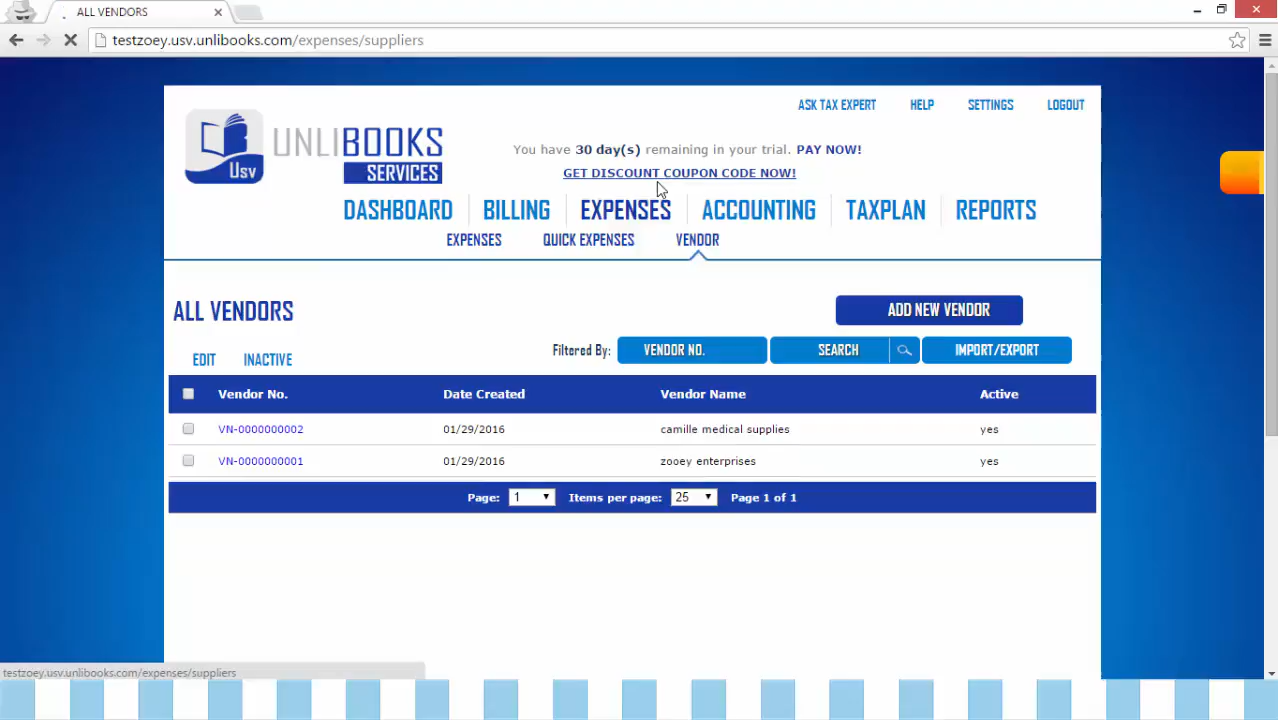 ALL VENDORS
testzoey.usv.unlibooks.com/expenses/suppliers
ASK TAX EXPERT HELP SETTINGS LOGOUT
Usv UNLIBOOKS
SERVICES
You have 30 day(s) remaining in your trial. PAY NOW!
GET DISCOUNT COUPON CODE NOW!
DASHBOARD BILLING EXPENSES ACCOUNTING TAXPLAN REPORTS
EXPENSES QUICK EXPENSES VENDOR
ALL VENDORS
ADD NEW VENDOR
EDIT INACTIVE Filtered By: VENDOR NO. SEARCH IMPORT/EXPORT
Vendor No. Date Created Vendor Name Active
VN-0000000002 01/29/2016 camille medical supplies yes
VN-0000000001 01/29/2016 zooey enterprises yes
Page: 1 Items per page: 25 Page 1 of 1
testzoey.usv.unlibooks.com/expenses/suppliers